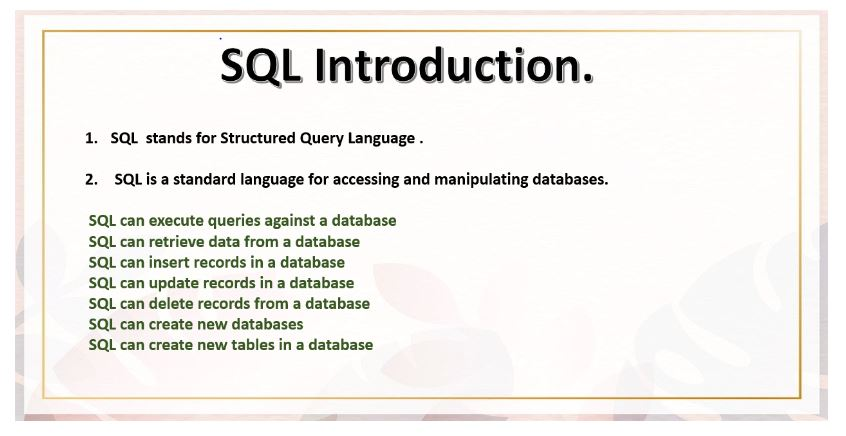 SQL Introduction.
1. SQL stands for Structured Query Language .
2. SQL is a standard language for accessing and manipulating databases.
SQL can execute queries against a database
SQL can retrieve data from a database
SQL can insert records in a database
SQL can update records in a database
SQL can delete records from a database
SQL can create new databases
SQL can create new tables in a database